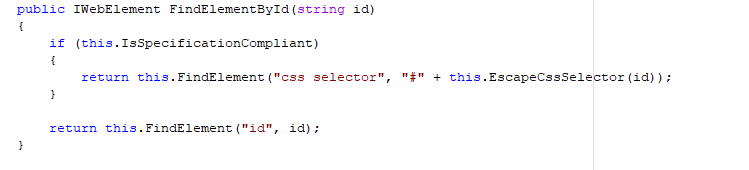 public IWebElement FindElementById(string id)
{
    if (this.IsSpecificationCompliant)
    {
        return this.FindElement("css selector", "#" + this.EscapeCssSelector(id));
    }

    return this.FindElement("id", id);
}